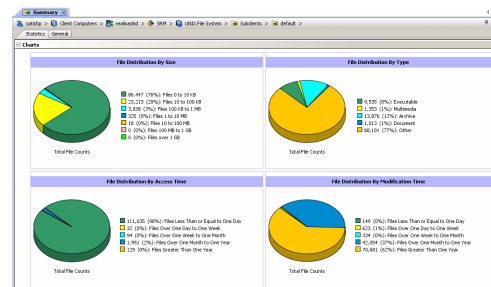 Summary
satishp > Client Computers > realwadrid > SRM > UNIX File System > Subclients > default >
Statistics General
Charts
File Distribution By Size
86,447 (76%): Files 0 to 10 kB
23,213 (20%): Files 10 to 100 kB
3,838 (3%): Files 100 kB to 1 MB
325 (0%): Files 1 to 10 MB
18 (0%): Files 10 to 100 MB
0 (0%): Files 100 MB to 1 GB
0 (0%): Files over 1 GB
Total File Counts
File Distribution By Type
9,535 (8%): Executable
1,353 (1%): Multimedia
13,876 (12%): Archive
1,013 (1%): Document
88,101 (77%): Other
Total File Counts
File Distribution By Access Time
111,635 (98%): Files Less Than or Equal to One Day
32 (0%): Files Over One Day to One Week
94 (0%): Files Over One Week to One Month
1,951 (2%): Files Over One Month to One Year
129 (0%): Files Greater Than One Year
Total File Counts
File Distribution By Modification Time
149 (0%): Files Less Than or Equal to One Day
623 (1%): Files Over One Day to One Week
334 (0%): Files Over One Week to One Month
42,054 (37%): Files Over One Month to One Year
70,681 (62%): Files Greater Than One Year
Total File Counts